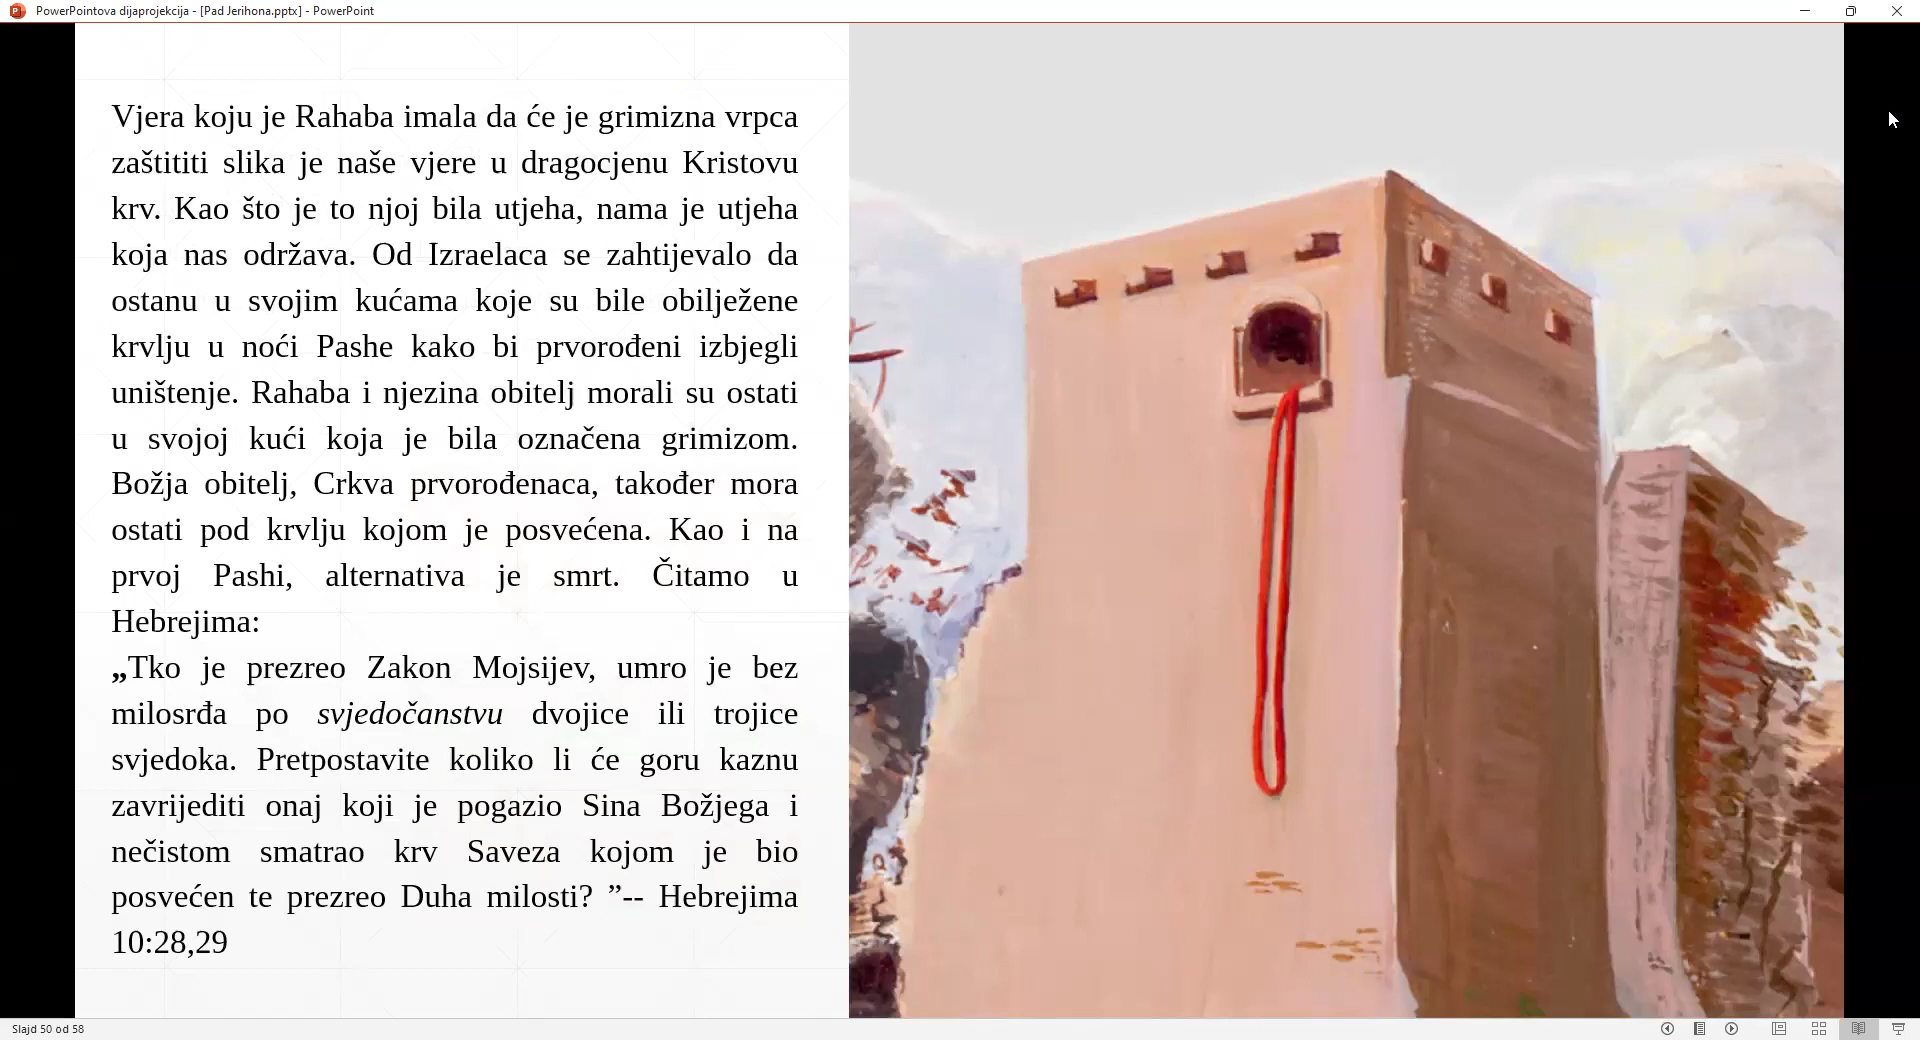 PowerPointova dijaprojekcija - [Pad Jerihona.pptx] - PowerPoint
Vjera koju je Rahaba imala da će je grimizna vrpca
zaštititi slika je naše vjere u dragocjenu Kristovu
krv. Kao što je to njoj bila utjeha, nama je utjeha
koja nas održava. Od Izraelaca se zahtijevalo da
ostanu u svojim kućama koje su bile obilježene
krvlju u noći Pashe kako bi prvorođeni izbjegli
uništenje. Rahaba i njezina obitelj morali su ostati
u svojoj kući koja je bila označena grimizom.
Božja obitelj, Crkva prvorođenaca, također mora
ostati pod krvlju kojom je posvećena. Kao i na
prvoj Pashi, alternativa je smrt. Čitamo u
Hebrejima:
„Tko je prezreo Zakon Mojsijev, umro je bez
milosrđa po svjedočanstvu dvojice ili trojice
svjedoka. Pretpostavite koliko li će goru kaznu
zavrijediti onaj koji je pogazio Sina Božjega i
nečistom smatrao krv Saveza kojom je bio
posvećen te prezreo Duha milosti? ”-- Hebrejima
10:28,29
Slajd 50 od 58